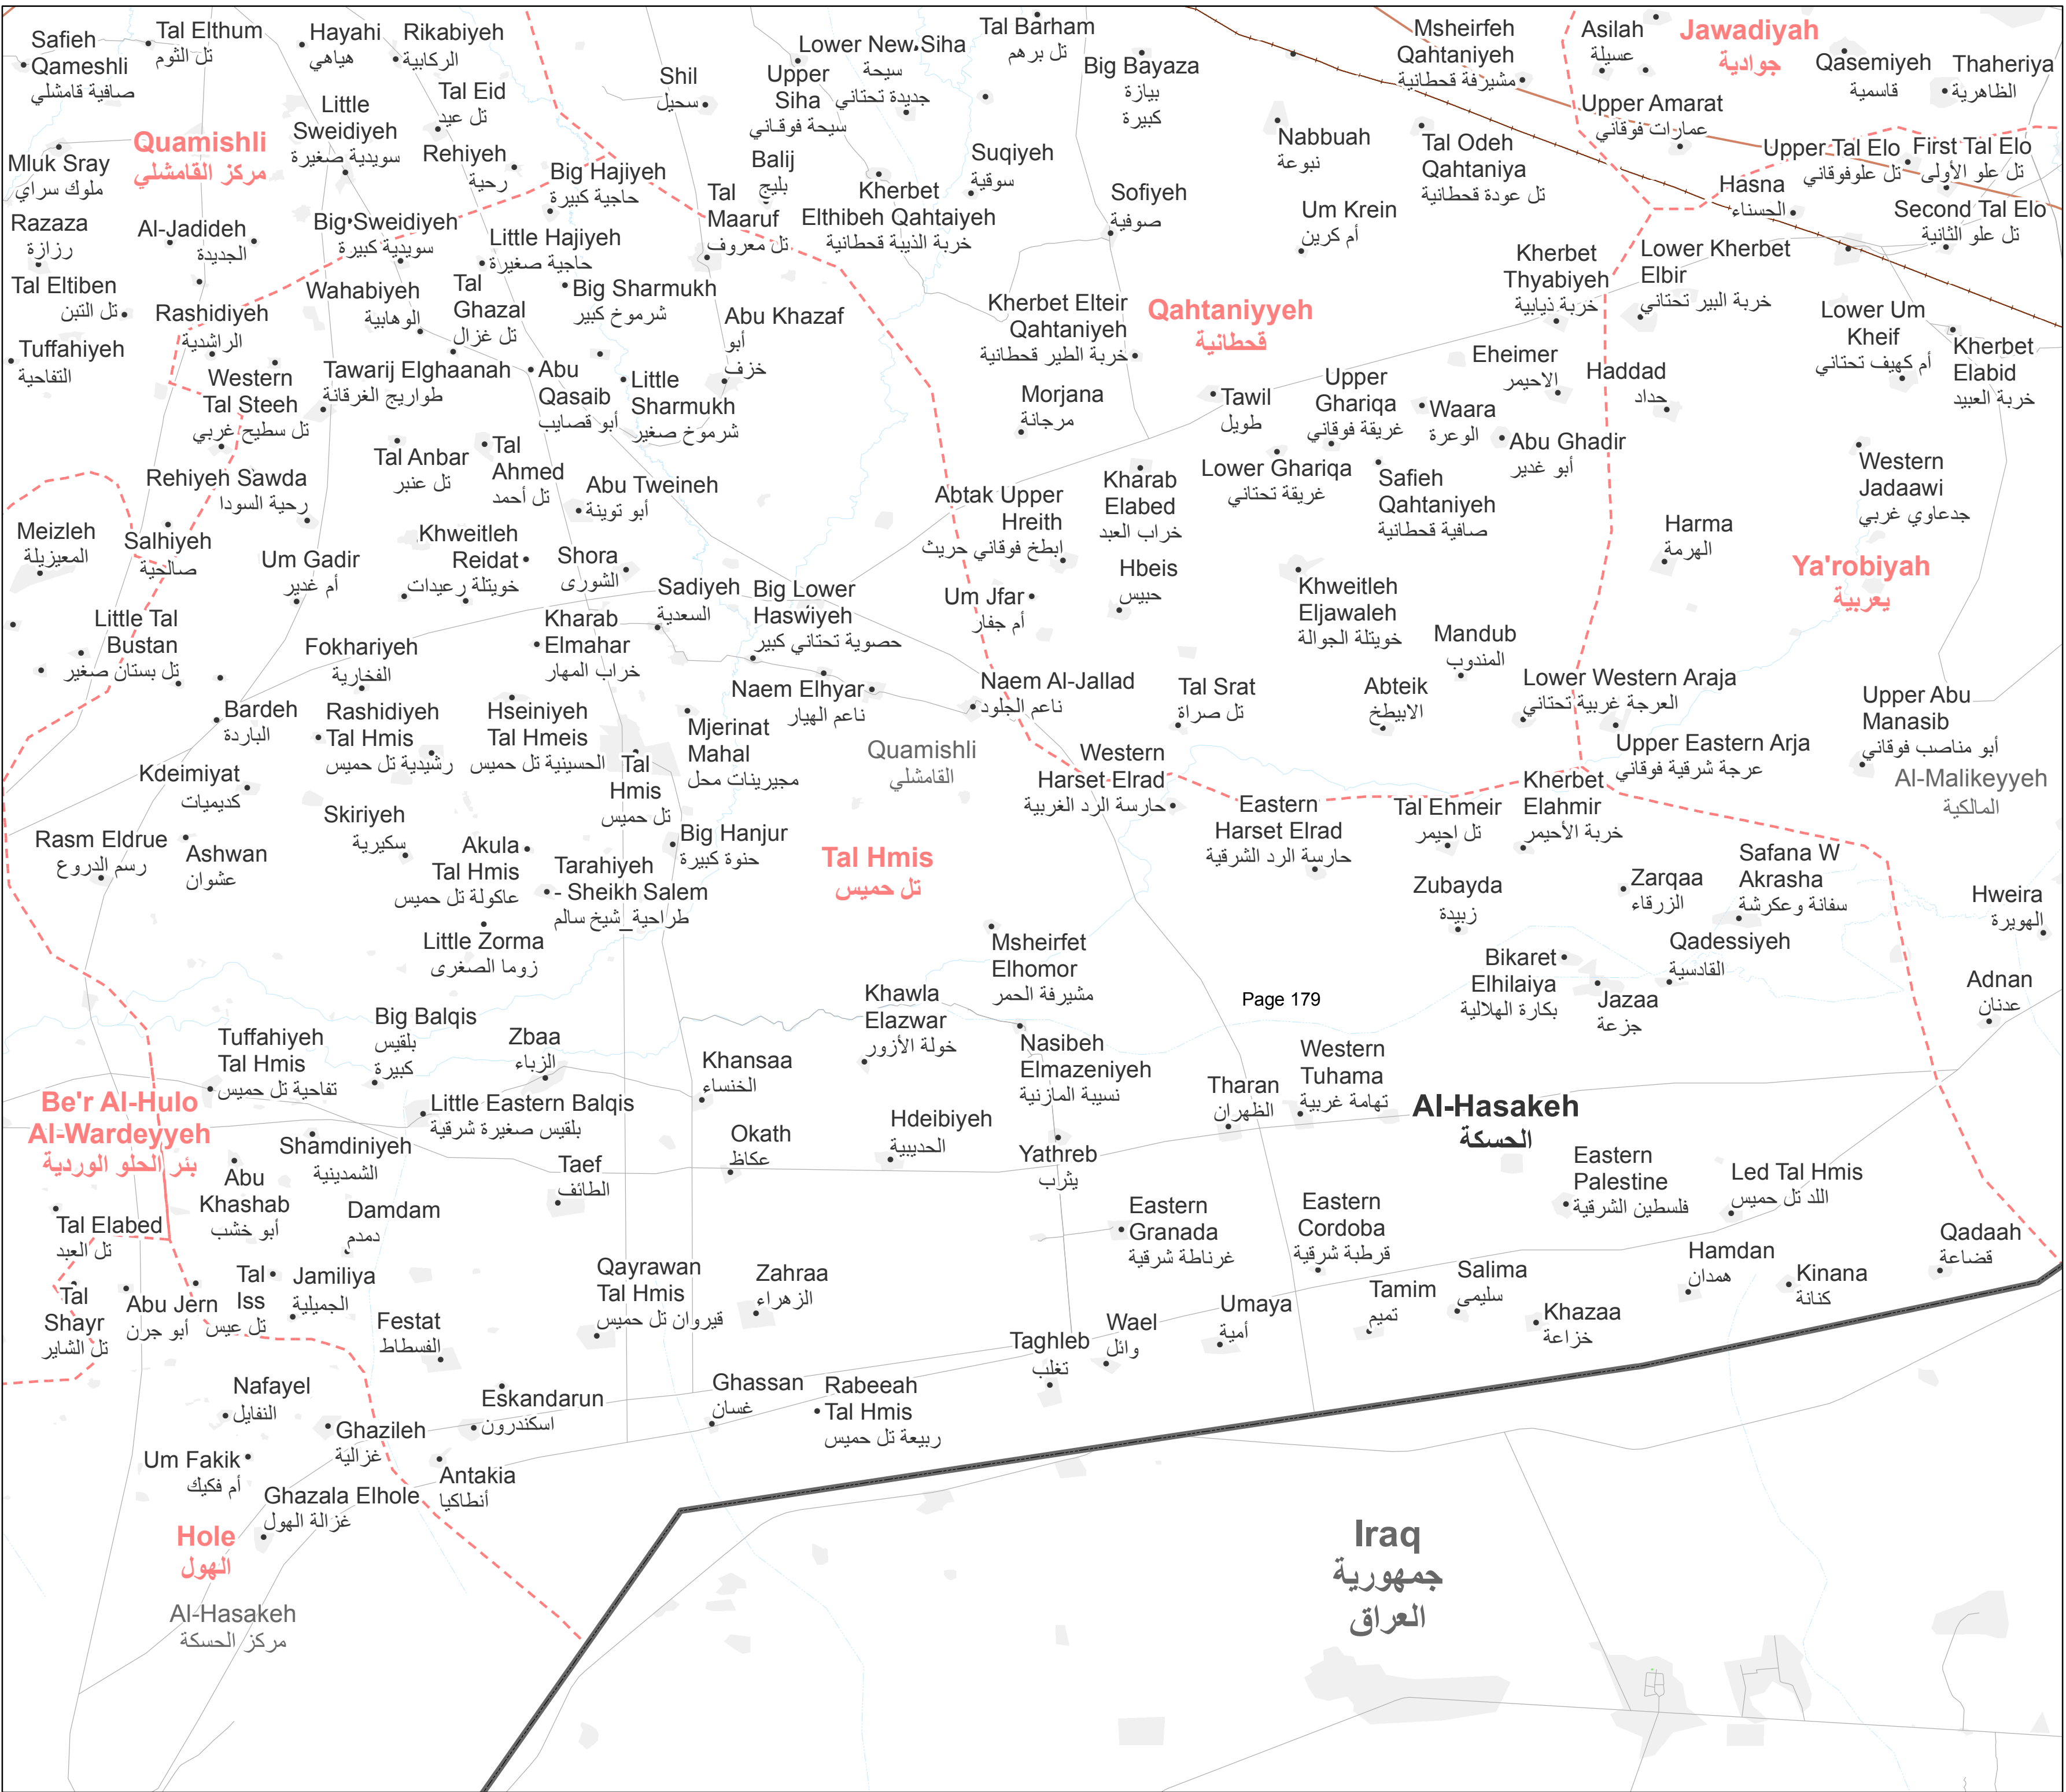 Safieh
Qameshli
صافية قامشلي
Tal Elthum
تل الثوم
Hayahi
هياهي
Rikabiyeh
الركابية
Tal Eid
تل عيد
Little
Sweidiyeh
سويدية صغيرة
Quamishli
مركز القامشلي
Mluk Sray
ملوك سراي
Rehiyeh
رحية
Shil
سحيل
Lower New Siha
سيحة
جديدة تحتاني
Upper
Siha
سيحة فوقاني
Tal Barham
تل برهم
Big Bayaza
بيازة
كبيرة
Msheirfeh
Qahtaniyeh
مشيرفة قحطانية
Asilah
عسيلة
Jawadiyah
جوادية
Qasemiyeh
قاسمية
Thaheriya
الظاهرية
Upper Amarat
عمارات فوقاني
Nabbuah
نبوعة
Tal Odeh
Qahtaniya
تل عودة قحطانية
Upper Tal Elo
تل علوفوقاني
First Tal Elo
تل علو الأولى
Hasna
الحسناء
Second Tal Elo
تل علو الثانية
Razaza
رزازة
Al-Jadideh
الجديدة
Big Sweidiyeh
سويدية كبيرة
Big Hajiyeh
حاجية كبيرة
Little Hajiyeh
حاجية صغيرة
Tal
Maaruf
تل معروف
Balij
بليج
Kherbet
Elthibeh Qahtaiyeh
خربة الذيبة قحطانية
Suqiyeh
سوقية
Sofiyeh
صوفية
Um Krein
أم كرين
Kherbet
Thyabiyeh
خربة ذيابية
Lower Kherbet
Elbir
خربة البير تحتاني
Tal Eltiben
تل التبن
Rashidiyeh
الراشدية
Wahabiyeh
الوهابية
Tal
Ghazal
تل غزال
Big Sharmukh
شرموخ كبير
Abu Khazaf
أبو
خزف
Kherbet Elteir
Qahtaniyeh
خربة الطير قحطانية
Qahtaniyyeh
قحطانية
Lower Um
Kheif
أم كهيف تحتاني
Kherbet
Elabid
خربة العبيد
Tuffahiyeh
التفاحية
Western
Tal Steeh
تل سطيح غربي
Tawarij Elghaanah
طواريج الغرقانة
Abu
Qasaib
أبو قصايب
Little
Sharmukh
شرموخ صغير
Morjana
مرجانة
Tawil
طويل
Upper
Ghariqa
غريقة فوقاني
Eheimer
الاحيمر
Haddad
حداد
Waara
الوعرة
Abu Ghadir
أبو غدير
Lower Ghariqa
غريقة تحتاني
Safieh
Qahtaniyeh
صافية قحطانية
Western
Jadaawi
جدعاوي غربي
Rehiyeh Sawda
رحية السودا
Tal Anbar
تل عنبر
Tal
Ahmed
تل أحمد
Abu Tweineh
أبو توينة
Abtak Upper
Hreith
ابطخ فوقاني حريث
Kharab
Elabed
خراب العبد
Harma
الهرمة
Meizleh
المعيزيلة
Salhiyeh
صالحية
Um Gadir
أم غدير
Khweitleh
Reidat
خويتلة رعيدات
Shora
الشورى
Sadiyeh
السعدية
Big Lower
Haswiyeh
حصوية تحتاني كبير
Um Jfar
أم جفار
Hbeis
حبيس
Khweitleh
Eljawaleh
خويتلة الجوالة
Mandub
المندوب
Ya'robiyah
يعربية
Little Tal
Bustan
تل بستان صغير
Fokhariyeh
الفخارية
Kharab
Elmahar
خراب المهار
Naem Elhyar
ناعم الهيار
Naem Al-Jallad
ناعم الجلود
Tal Srat
تل صراة
Abteik
الابيطخ
Lower Western Araja
العرجة غربية تحتاني
Upper Eastern Arja
عرجة شرقية فوقاني
Upper Abu
Manasib
أبو مناصب فوقاني
Al-Malikeyyeh
المالكية
Bardeh
الباردة
Rashidiyeh
Tal Hmis
رشيدية تل حميس
Hseiniyeh
Tal Hmeis
الحسينية تل حميس
Tal
Hmis
تل حميس
Mjerinat
Mahal
مجيرينات محل
Quamishli
القامشلي
Western
Harset Elrad
حارسة الرد الغربية
Kdeimiyat
كديميات
Skiriyeh
سكيرية
Big Hanjur
حنوة كبيرة
Eastern
Harset Elrad
حارسة الرد الشرقية
Tal Ehmeir
تل احيمر
Kherbet
Elahmir
خربة الأحيمر
Rasm Eldrue
رسم الدروع
Ashwan
عشوان
Akula
Tal Hmis
عاكولة تل حميس
Tarahiyeh
- Sheikh Salem
طراحية_شيخ سالم
Tal Hmis
تل حميس
Zubayda
زبيدة
Zarqaa
الزرقاء
Safana W
Akrasha
سفانة وعكرشة
Hweira
الهويرة
Little Zorma
زوما الصغرى
Msheirfet
Elhomor
مشيرفة الحمر
Bikaret
Elhilaiya
بكارة الهلالية
Qadessiyeh
القادسية
Jazaa
جزعة
Adnan
عدنان
Page 179
Big Balqis
بلقيس
كبيرة
Zbaa
الزباء
Khawla
Elazwar
خولة الأزور
Nasibeh
Elmazeniyeh
نسيبة المازنية
Tuffahiyeh
Tal Hmis
تفاحية تل حميس
Khansaa
الخنساء
Tharan
الظهران
Western
Tuhama
تهامة غربية
Al-Hasakeh
الحسكة
Be'r Al-Hulo
Al-Wardeyyeh
بئر الحلو الوردية
Little Eastern Balqis
بلقيس صغيرة شرقية
Shamdiniyeh
الشمدينية
Okath
عكاظ
Hdeibiyeh
الحديبية
Yathreb
يثرب
Eastern
Palestine
فلسطين الشرقية
Led Tal Hmis
اللد تل حميس
Abu
Khashab
أبو خشب
Taef
الطائف
Tal Elabed
تل العبد
Damdam
دمدم
Eastern
Granada
غرناطة شرقية
Eastern
Cordoba
قرطبة شرقية
Hamdan
همدان
Qadaah
قضاعة
Tal
Shayr
تل الشاير
Abu Jern
أبو جرن
Tal
Iss
تل عيس
Jamiliya
الجميلية
Qayrawan
Tal Hmis
قيروان تل حميس
Zahraa
الزهراء
Salima
سليمى
Kinana
كنانة
Tamim
تميم
Umaya
أمية
Khazaa
خزاعة
Festat
الفسطاط
Wael
وائل
Taghleb
تغلب
Nafayel
النفايل
Eskandarun
اسكندرون
Ghassan
غسان
Rabeeah
Tal Hmis
ربيعة تل حميس
Ghazileh
غزالية
Um Fakik
أم فكيك
Antakia
أنطاكيا
Ghazala Elhole
غزالة الهول
Hole
الهول
Iraq
جمهورية
العراق
Al-Hasakeh
مركز الحسكة